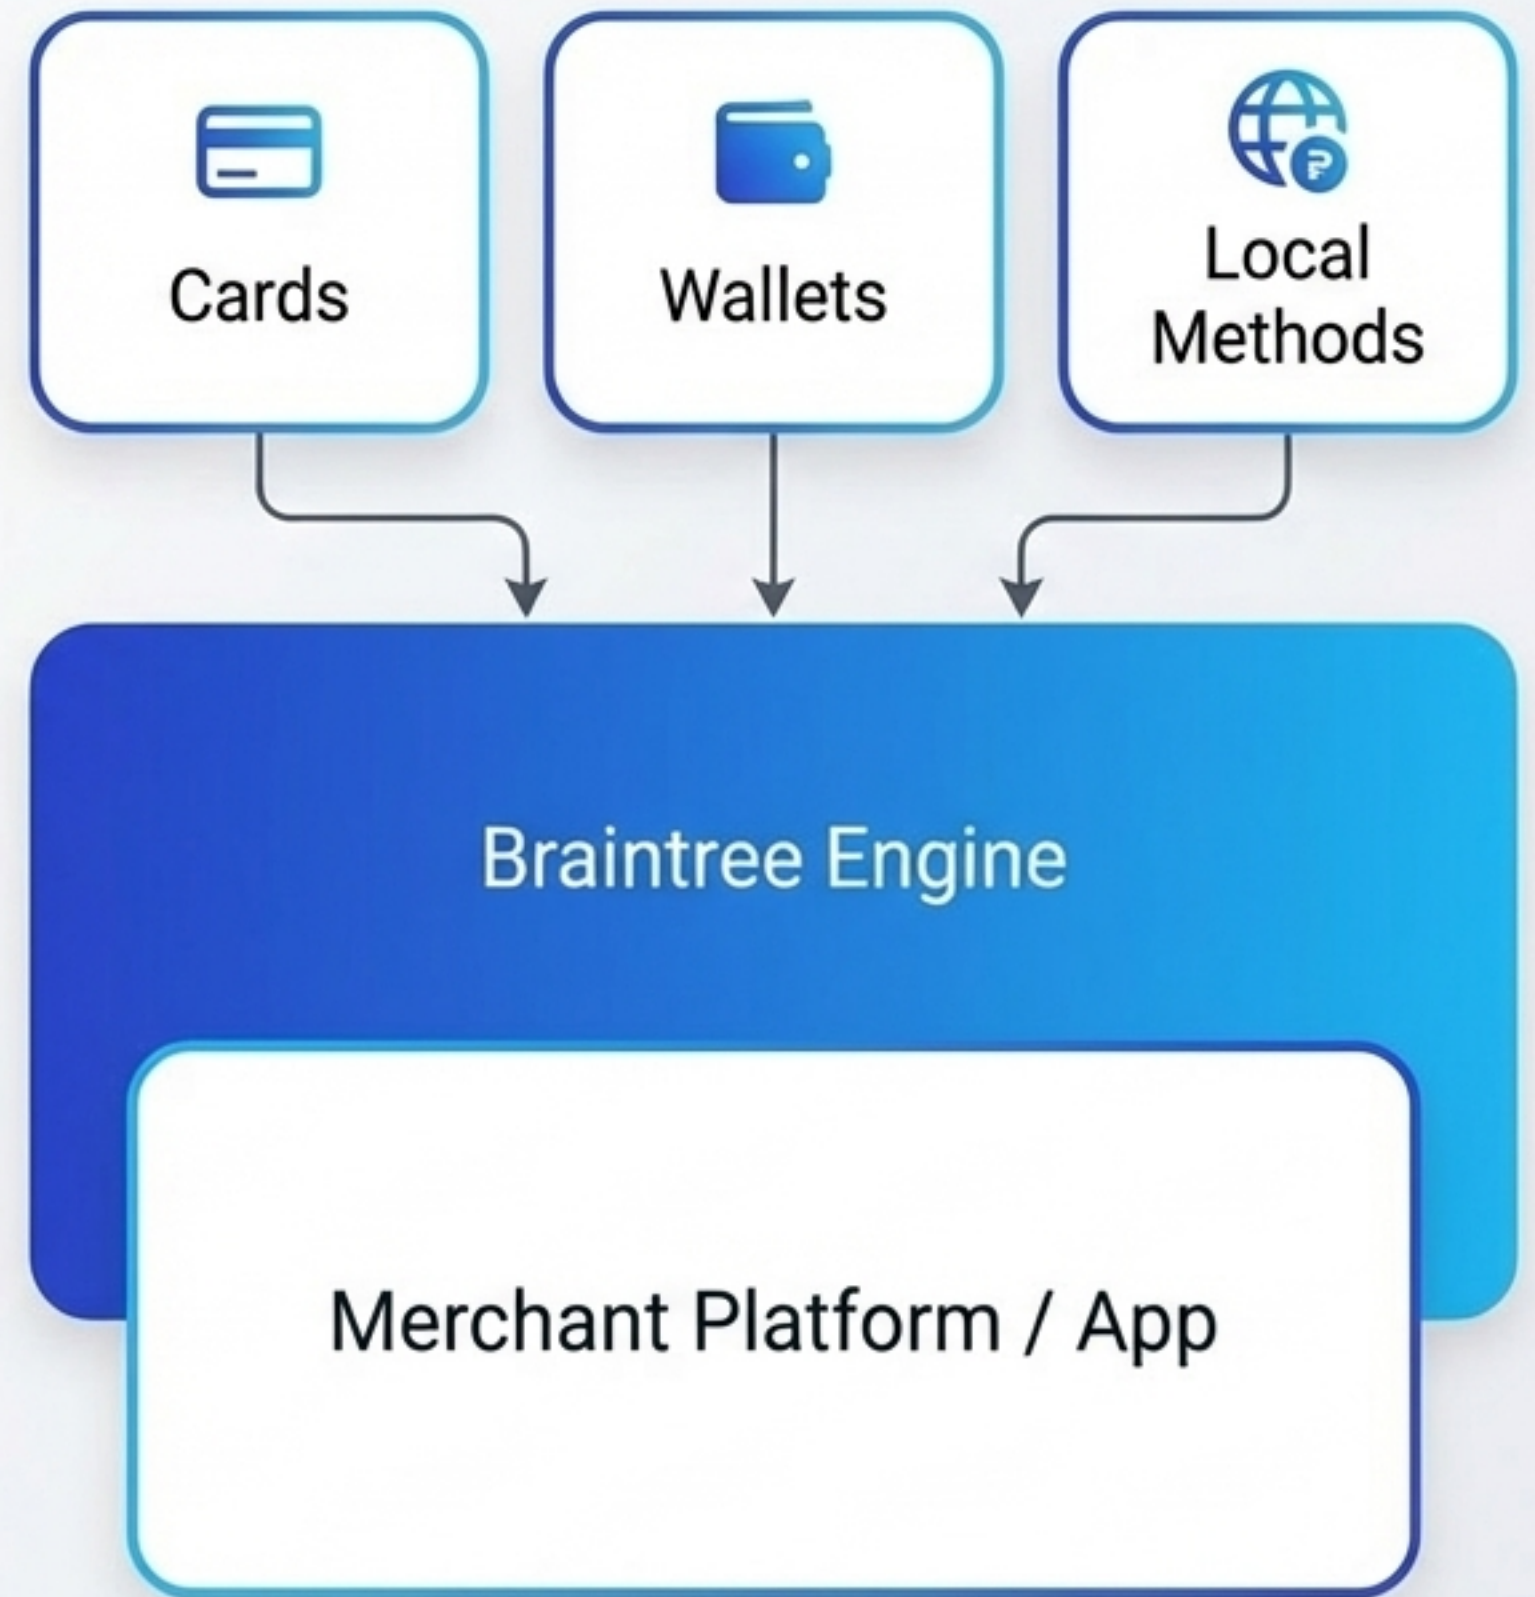 Cards
Wallets
Local
Methods
Braintree Engine
Merchant Platform / App